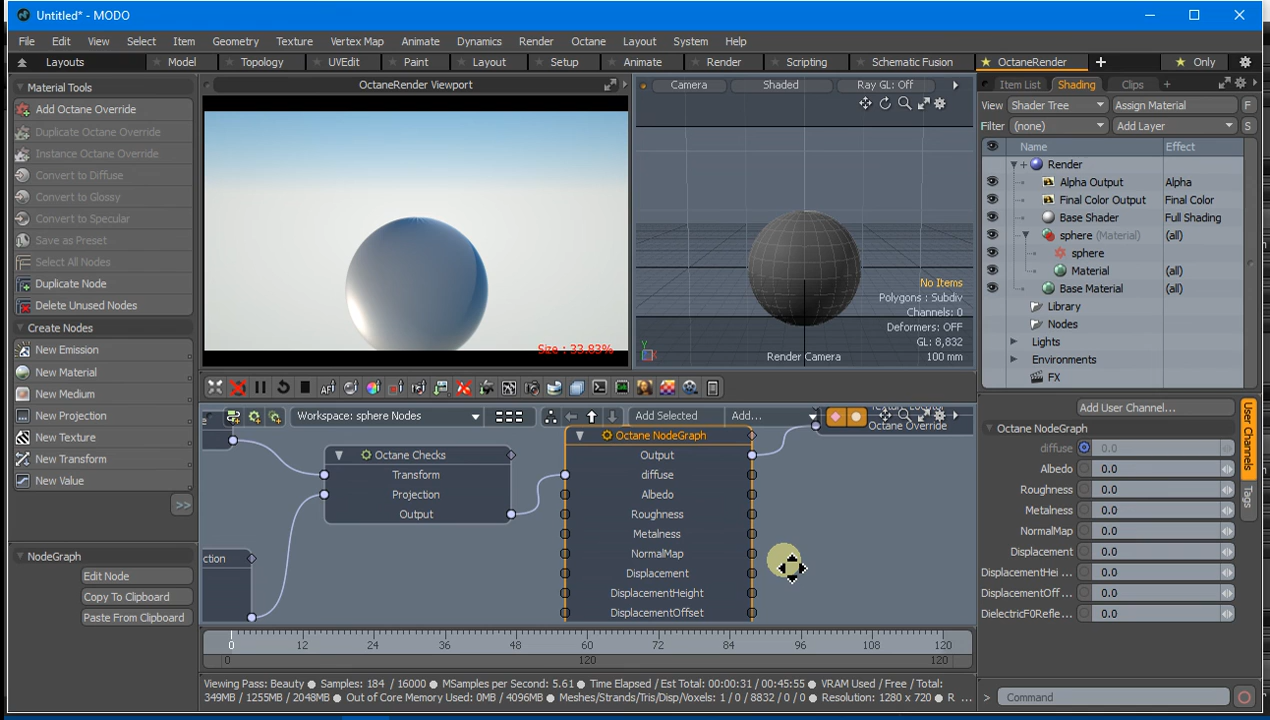 Untitled* - MODO
File Edit View Select Item Geometry Texture Vertex Map Animate Dynamics Render Octane Layout System Help
Layouts Model Topology UVEdit Paint Layout Setup Animate Render Scripting Schematic Fusion OctaneRender + Only
Material Tools
Add Octane Override
Duplicate Octane Override
Instance Octane Override
Convert to Diffuse
Convert to Glossy
Convert to Specular
Save as Preset
Select All Nodes
Duplicate Node
Delete Unused Nodes
Create Nodes
New Emission
New Material
New Medium
New Projection
New Texture
New Transform
New Value
>>
NodeGraph
Edit Node
Copy To Clipboard
Paste From Clipboard
OctaneRender Viewport
Size : 33.83%
Camera Shaded Ray GL: Off
No Items
Polygons : Subdiv
Channels: 0
Deformers: OFF
GL: 8,832
100 mm
Render Camera
Y
Workspace: sphere Nodes Add Selected Add...
Octane Override
Octane Checks
Transform
Projection
Output
ction
Octane NodeGraph
Output
diffuse
Albedo
Roughness
Metalness
NormalMap
Displacement
DisplacementHeight
DisplacementOffset
0 12 24 36 48 60 72 84 96 108 120
0 120 120
Viewing Pass: Beauty ● Samples: 184 / 16000 ● MSamples per Second: 5.61 ● Time Elapsed / Est Total: 00:00:31 / 00:45:55 ● VRAM Used / Free / Total:
349MB / 1255MB / 2048MB ● Out of Core Memory Used: 0MB / 4096MB ● Meshes/Strands/Tris/Disp/Voxels: 1 / 0 / 8832 / 0 / 0 ● Resolution: 1280 x 720 ● R ...
Item List Shading Clips +
View Shader Tree Assign Material F
Filter (none) Add Layer S
Name Effect
Render
Alpha Output Alpha
Final Color Output Final Color
Base Shader Full Shading
sphere (Material) (all)
sphere
Material (all)
Base Material (all)
Library
Nodes
Lights
Environments
FX
Add User Channel...
Octane NodeGraph
diffuse 0.0
Albedo 0.0
Roughness 0.0
Metalness 0.0
NormalMap 0.0
Displacement 0.0
DisplacementHei ... 0.0
DisplacementOff ... 0.0
DielectricF0Refle... 0.0
User Channels
Tags
> Command